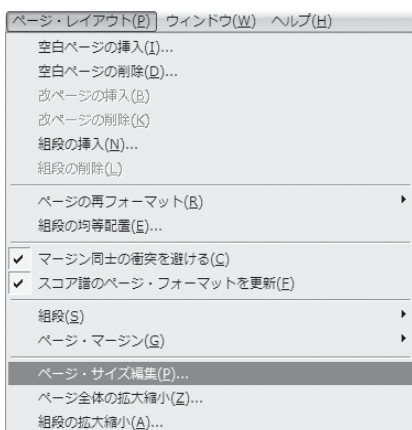 ページ・レイアウト(P) ウィンドウ(W) ヘルプ(H)
空白ページの挿入(I)...
空白ページの削除(D)...
改ページの挿入(B)
改ページの削除(K)
組段の挿入(N)...
組段の削除(L)
ページの再フォーマット(R)
組段の均等配置(E)...
マージン同士の衝突を避ける(C)
スコア譜のページ・フォーマットを更新(F)
組段(S)
ページ・マージン(G)
ページ・サイズ編集(P)...
ページ全体の拡大縮小(Z)...
組段の拡大縮小(A)...